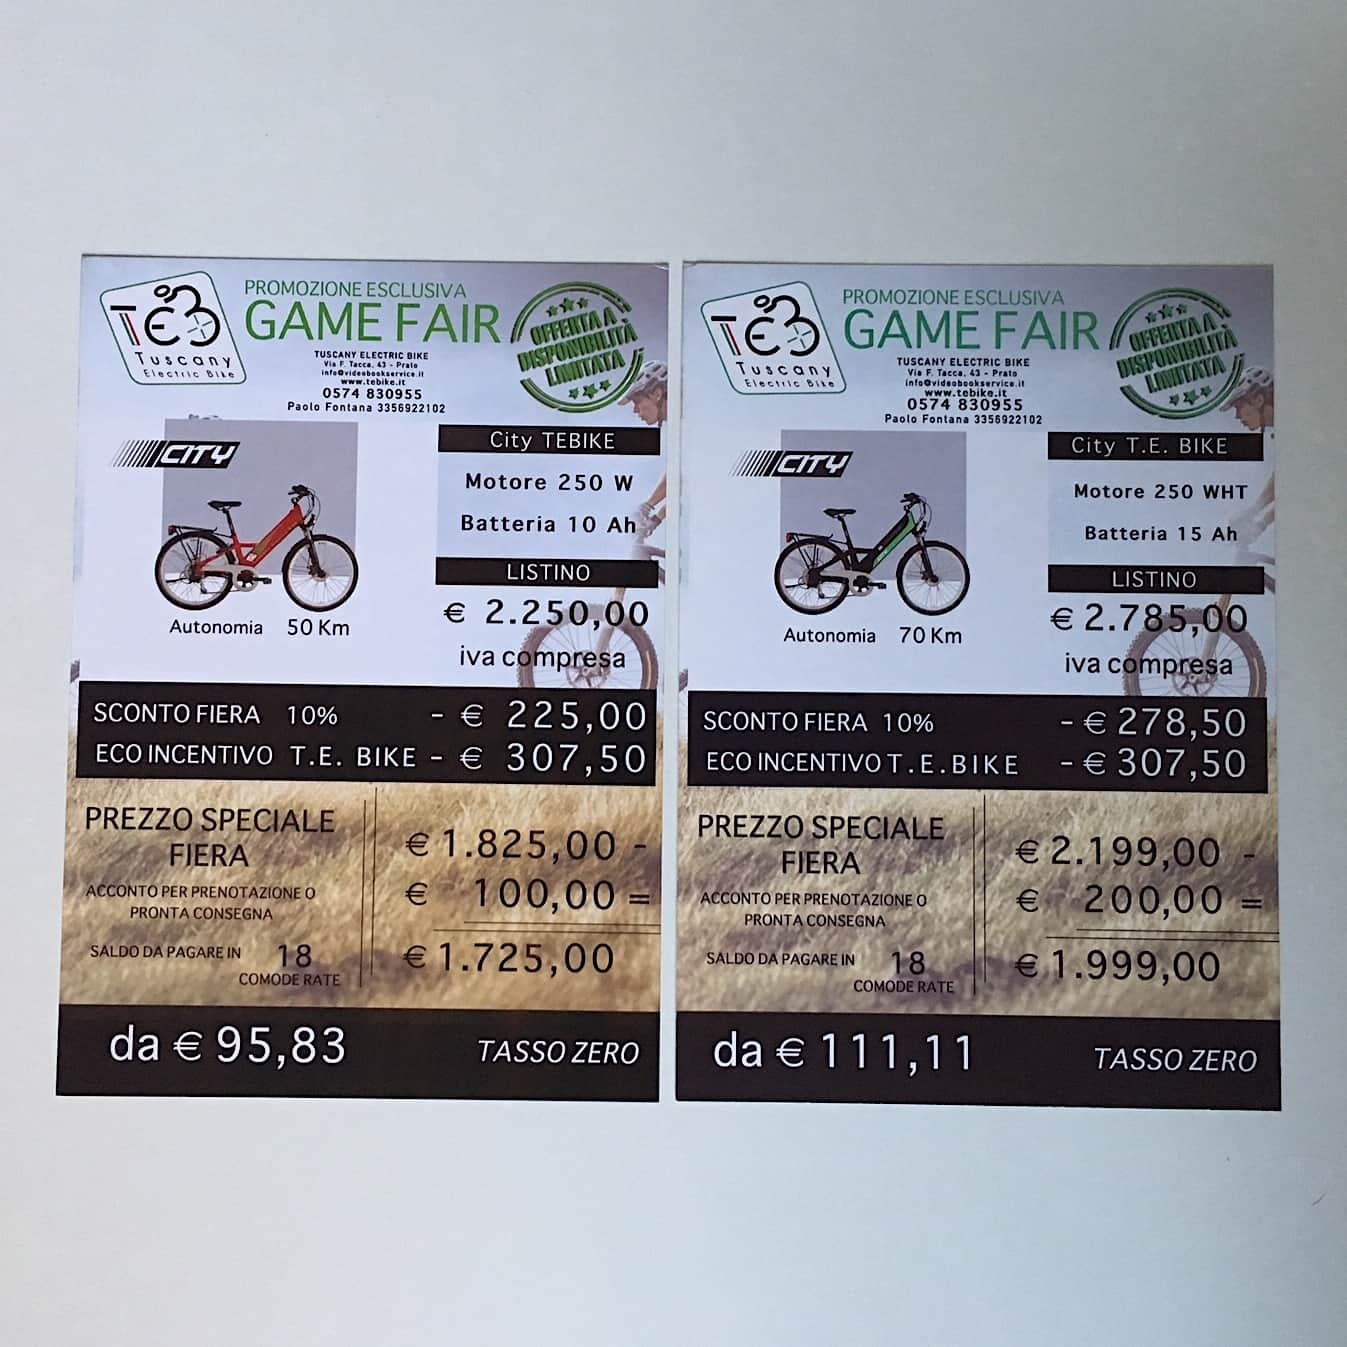 TEB
Tuscany
Electric Bike
PROMOZIONE ESCLUSIVA
GAME FAIR
TUSCANY ELECTRIC BIKE
Via F. Tacca, 43 - Prato
info@videobookservice.it
www.tebike.it
0574 830955
Paolo Fontana 3356922102
OFFERTA A
DISPONIBILITÀ
LIMITATA
CITY
Autonomia 50 Km
City TEBIKE
Motore 250 W
Batteria 10 Ah
LISTINO
€ 2.250,00
iva compresa
SCONTO FIERA 10% - € 225,00
ECO INCENTIVO T.E. BIKE - € 307,50
PREZZO SPECIALE
FIERA
€ 1.825,00 -
ACCONTO PER PRENOTAZIONE O
PRONTA CONSEGNA
€ 100,00 =
SALDO DA PAGARE IN 18
COMODE RATE
€ 1.725,00
da € 95,83 TASSO ZERO
TEB
Tuscany
Electric Bike
PROMOZIONE ESCLUSIVA
GAME FAIR
TUSCANY ELECTRIC BIKE
Via F. Tacca, 43 - Prato
info@videobookservice.it
www.tebike.it
0574 830955
Paolo Fontana 3356922102
OFFERTA A
DISPONIBILITÀ
LIMITATA
CITY
Autonomia 70 Km
City T.E. BIKE
Motore 250 WHT
Batteria 15 Ah
LISTINO
€ 2.785,00
iva compresa
SCONTO FIERA 10% - € 278,50
ECO INCENTIVO T.E.BIKE - € 307,50
PREZZO SPECIALE
FIERA
€ 2.199,00 -
ACCONTO PER PRENOTAZIONE O
PRONTA CONSEGNA
€ 200,00 =
SALDO DA PAGARE IN 18
COMODE RATE
€ 1.999,00
da € 111,11 TASSO ZERO